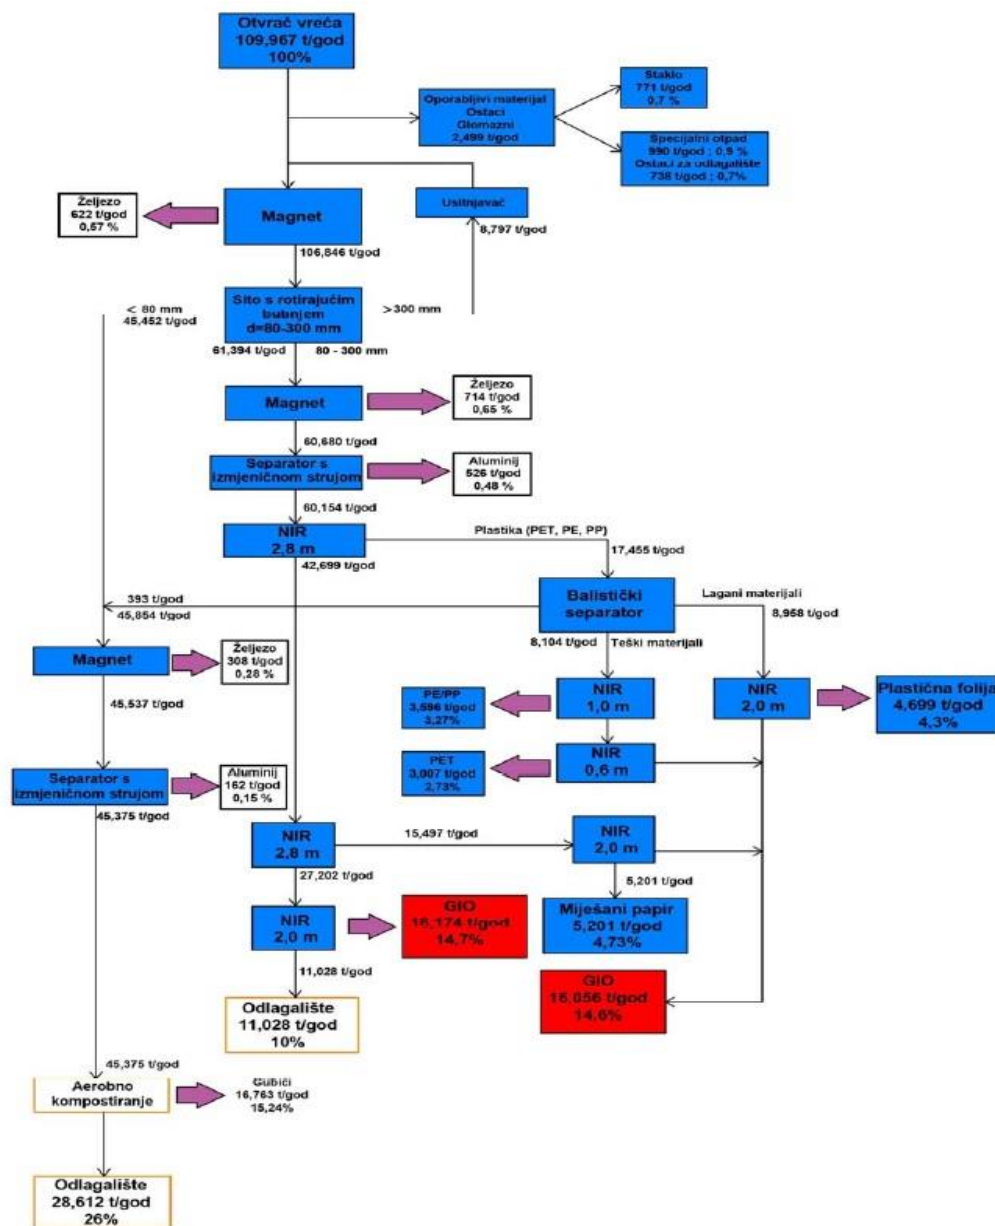 Otvrač vreća
109,967 t/god
100%
Staklo
771 t/god
0,7 %
Oporabljivi materijal
Ostaci
Glomazni
2,499 t/god
Specijalni otpad
990 t/god ; 0,9 %
Ostaci za odlagalište
738 t/god ; 0,7%
Željezo
622 t/god
0,57 %
Magnet
Usitnjavač
8,797 t/god
106,846 t/god
< 80 mm
45,452 t/god
Sito s rotirajućim
bubnjem
d=80-300 mm
>300 mm
61,394 t/god
80 - 300 mm
Magnet
Željezo
714 t/god
0,65 %
60,680 t/god
Separator s
izmjeničnom strujom
Aluminij
526 t/god
0,48 %
60,154 t/god
NIR
2,8 m
Plastika (PET, PE, PP)
17,455 t/god
42,699 t/god
393 t/god
45,854 t/god
Balistički
separator
Lagani materijali
8,958 t/god
8,104 t/god
Teški materijali
Magnet
Željezo
308 t/god
0,28 %
45,537 t/god
PE/PP
3,596 t/god
3,27%
NIR
1,0 m
NIR
2,0 m
Plastična folija
4,699 t/god
4,3%
PET
3,007 t/god
2,73%
NIR
0,6 m
Separator s
izmjeničnom strujom
Aluminij
162 t/god
0,15 %
45,375 t/god
NIR
2,8 m
15,497 t/god
NIR
2,0 m
27,202 t/god
5,201 t/god
NIR
2,0 m
GIO
16,174 t/god
14,7%
Miješani papir
5,201 t/god
4,73%
11,028 t/god
GIO
16,056 t/god
14,6%
Odlagalište
11,028 t/god
10%
45,375 t/god
Aerobno
kompostiranje
Gubici
16,763 t/god
15,24%
Odlagalište
28,612 t/god
26%